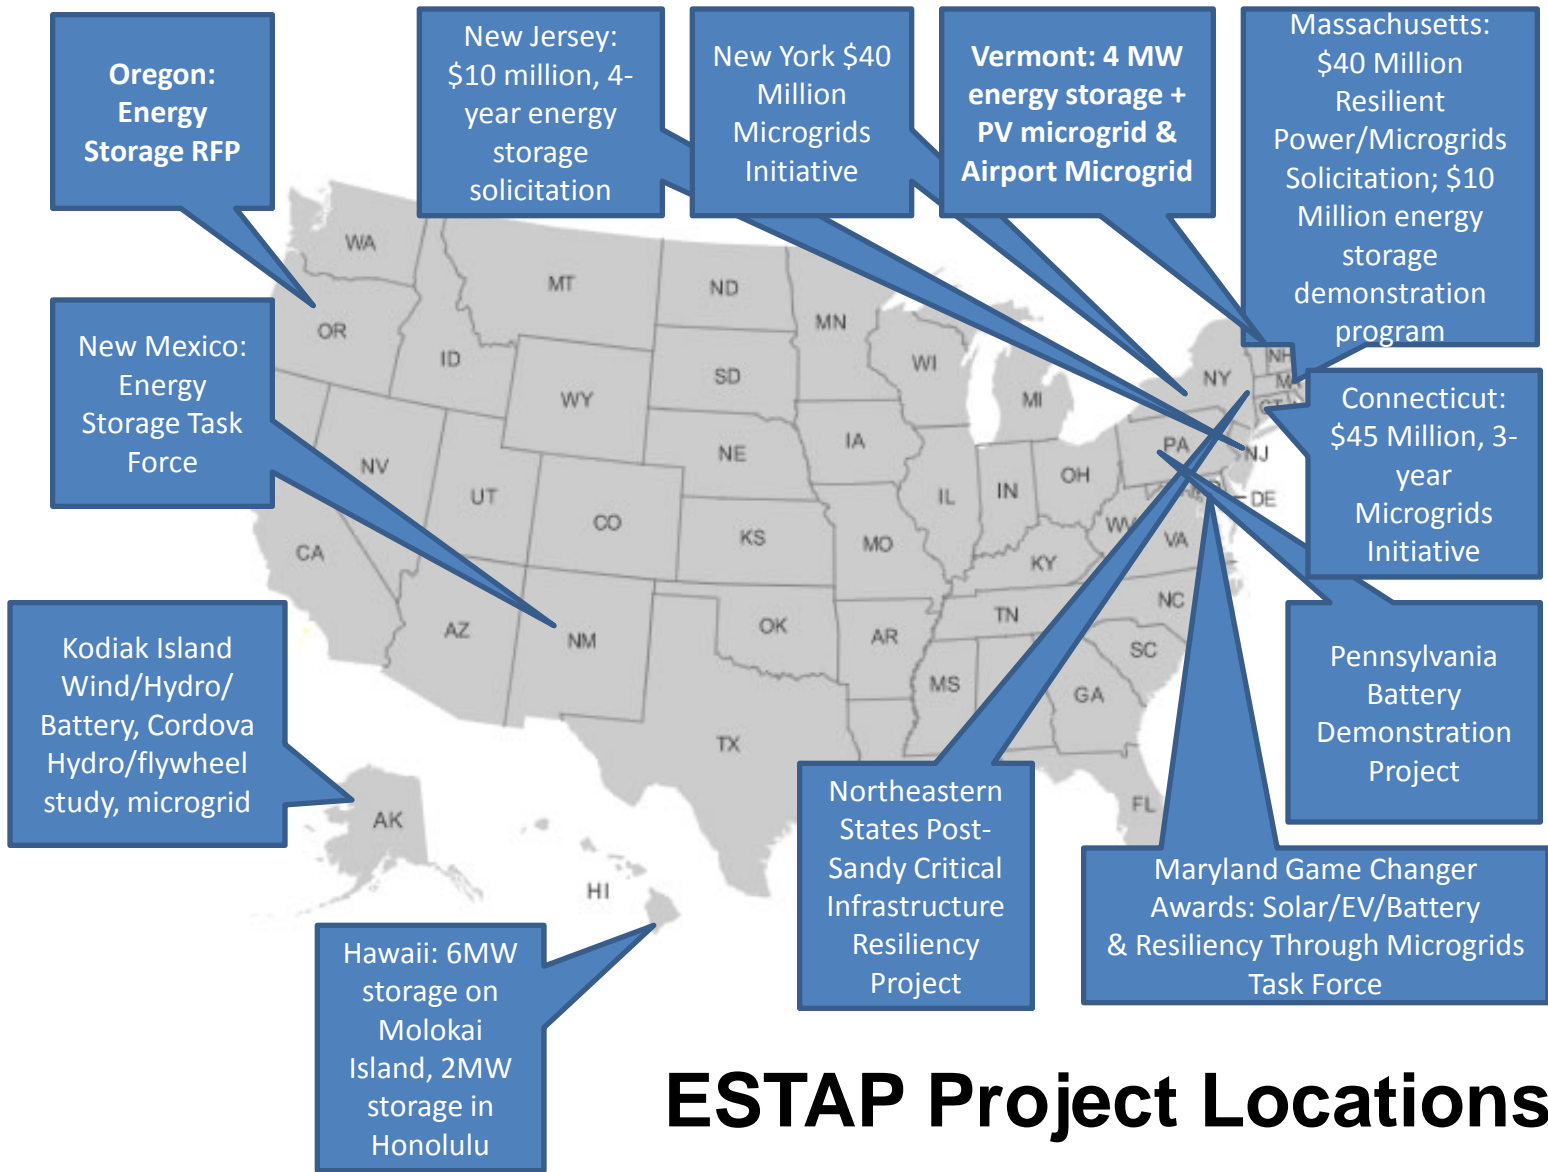 Oregon:
Energy
Storage RFP
New Jersey:
$10 million, 4-
year energy
storage
solicitation
New York $40
Million
Microgrids
Initiative
Vermont: 4 MW
energy storage +
PV microgrid &
Airport Microgrid
Massachusetts:
$40 Million
Resilient
Power/Microgrids
Solicitation; $10
Million energy
storage
demonstration
program
New Mexico:
Energy
Storage Task
Force
Connecticut:
$45 Million, 3-
year
Microgrids
Initiative
Kodiak Island
Wind/Hydro/
Battery, Cordova
Hydro/flywheel
study, microgrid
Pennsylvania
Battery
Demonstration
Project
Northeastern
States Post-
Sandy Critical
Infrastructure
Resiliency
Project
Maryland Game Changer
Awards: Solar/EV/Battery
& Resiliency Through Microgrids
Task Force
Hawaii: 6MW
storage on
Molokai
Island, 2MW
storage in
Honolulu
WA
MT
ND
MN
OR
ID
WY
SD
WI
MI
NY
NH
MA
CT
NV
UT
CO
NE
IA
IL
IN
OH
PA
NJ
DE
CA
AZ
NM
KS
MO
KY
WV
VA
OK
AR
TN
NC
SC
TX
MS
GA
FL
AK
HI
ESTAP Project Locations